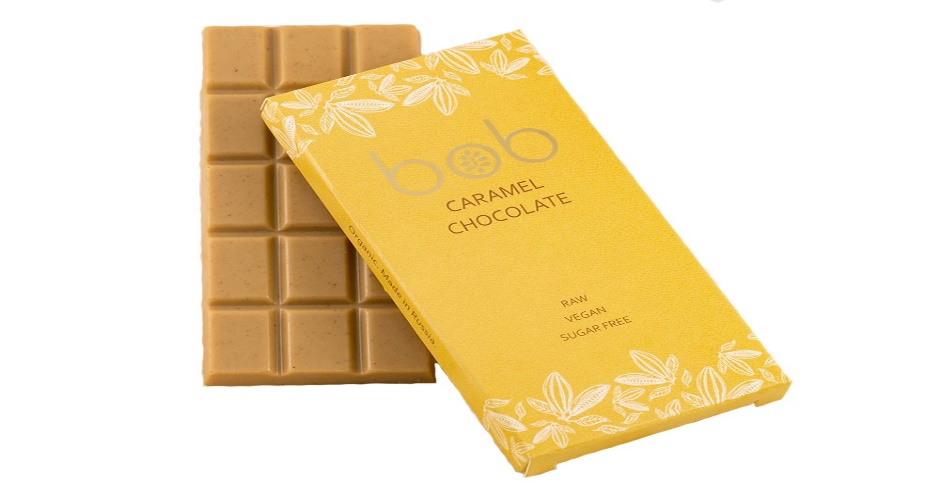 bob
CARAMEL
CHOCOLATE
RAW
VEGAN
SUGAR FREE
Organic. Made in Russia.